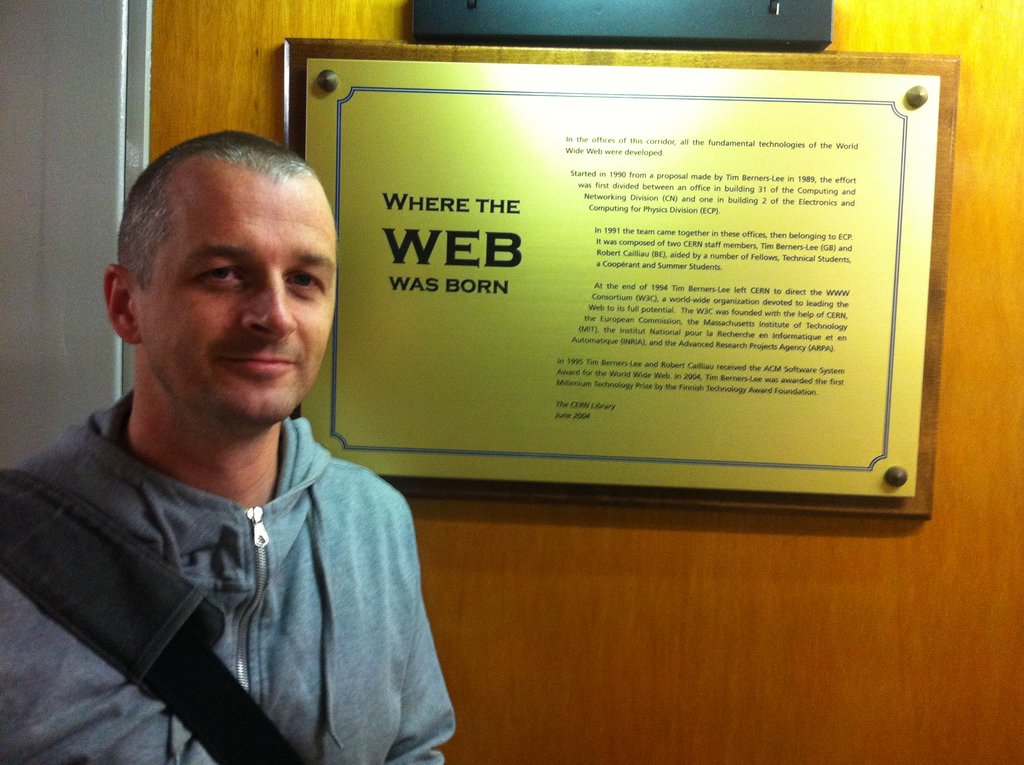 WHERE THE
WEB
WAS BORN
In the offices of this corridor, all the fundamental technologies of the World
Wide Web were developed.
Started in 1990 from a proposal made by Tim Berners-Lee in 1989, the effort
was first divided between an office in building 31 of the Computing and
Networking Division (CN) and one in building 2 of the Electronics and
Computing for Physics Division (ECP).
In 1991 the team came together in these offices, then belonging to ECP.
It was composed of two CERN staff members, Tim Berners-Lee (GB) and
Robert Cailliau (BE), aided by a number of Fellows, Technical Students,
a Coopérant and Summer Students.
At the end of 1994 Tim Berners-Lee left CERN to direct the WWW
Consortium (W3C), a world-wide organization devoted to leading the
Web to its full potential. The W3C was founded with the help of CERN,
the European Commission, the Massachusetts Institute of Technology
(MIT), the Institut National pour la Recherche en Informatique et en
Automatique (INRIA), and the Advanced Research Projects Agency (ARPA).
In 1995 Tim Berners-Lee and Robert Cailliau received the ACM Software System
Award for the World Wide Web. In 2004, Tim Berners-Lee was awarded the first
Millenium Technology Prize by the Finnish Technology Award Foundation.
The CERN Library
June 2004